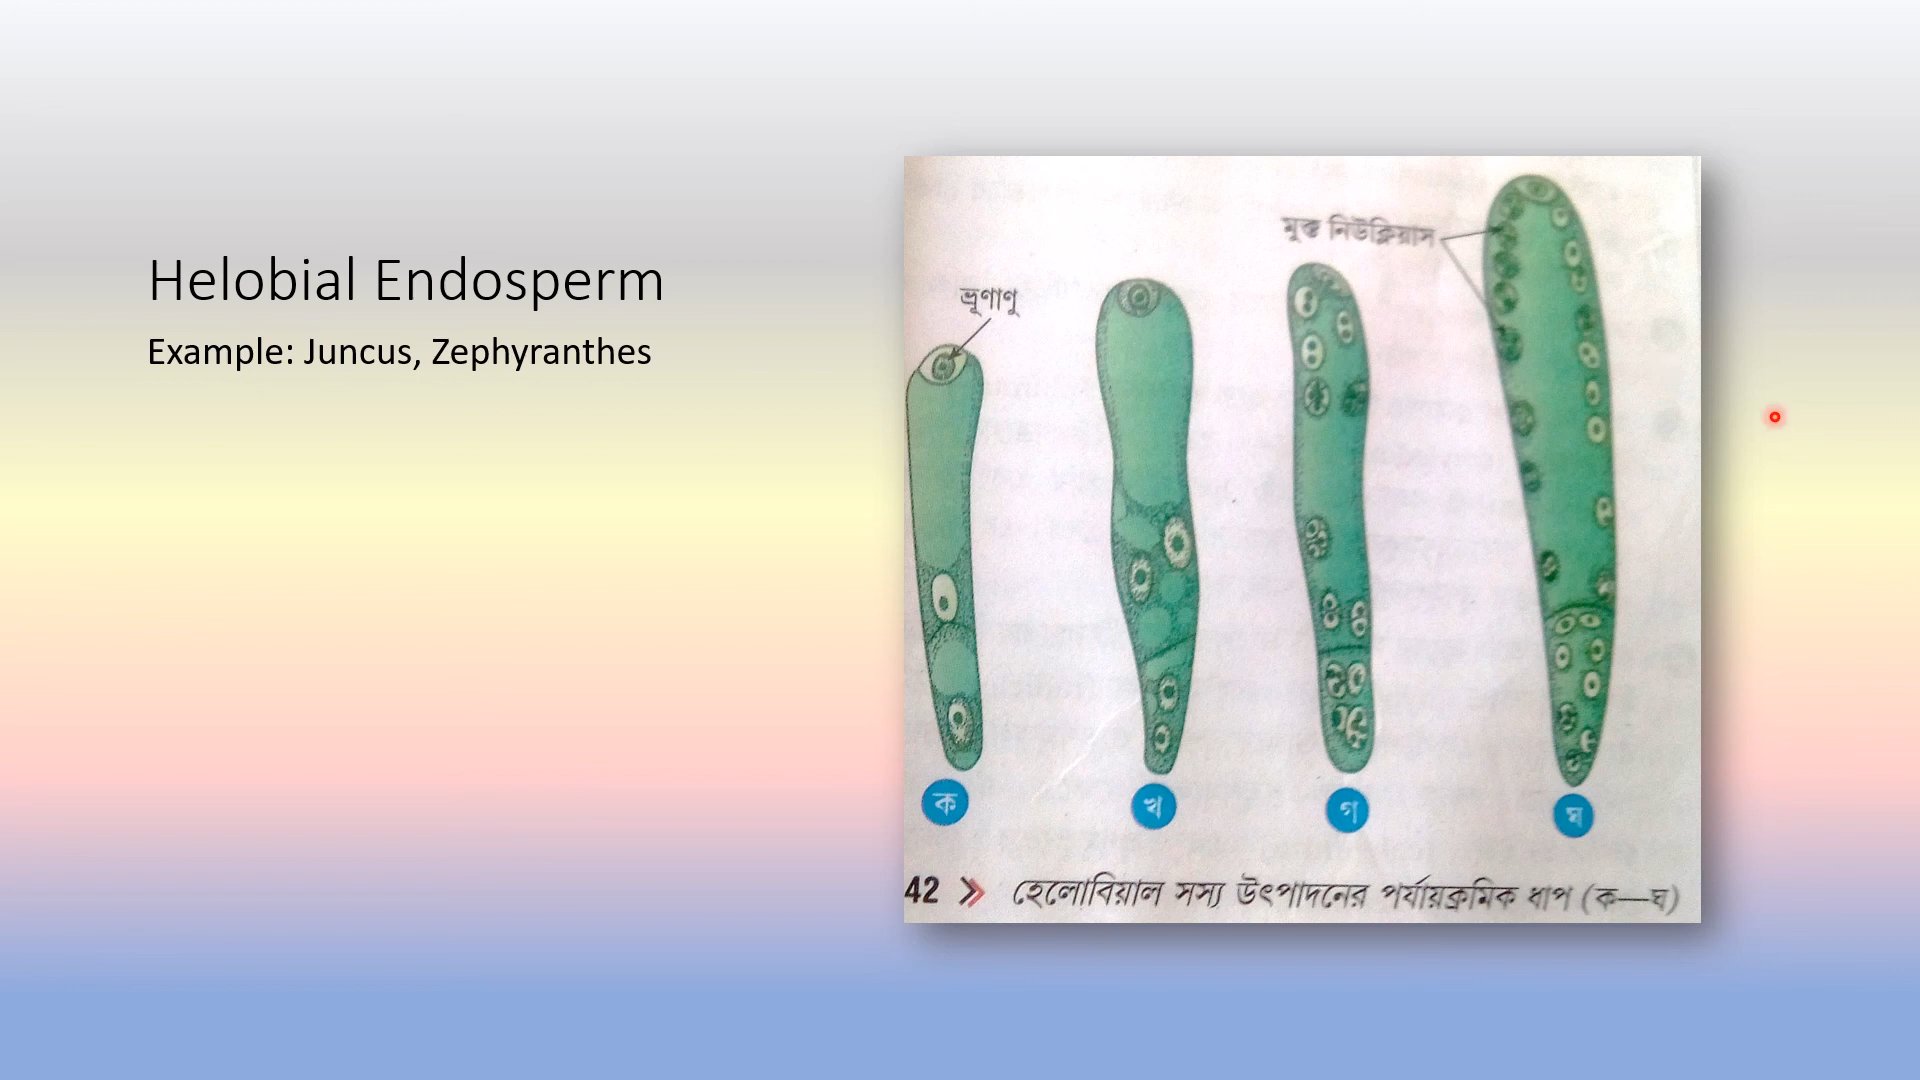 Helobial Endosperm
Example: Juncus, Zephyranthes
মুক্ত নিউক্লিয়াস
ভ্রূণাণু
ক
খ
গ
ঘ
42 » হেলোবিয়াল সস্য উৎপাদনের পর্যায়ক্রমিক ধাপ (ক—ঘ)